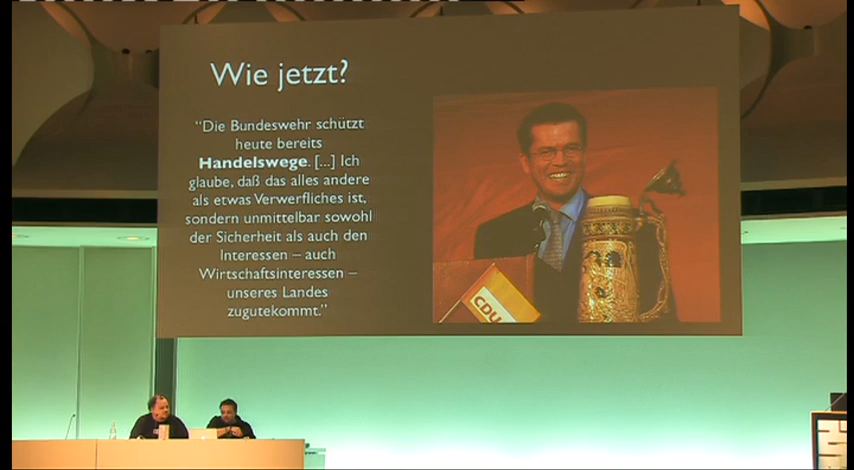 Wie jetzt?
“Die Bundeswehr schützt
heute bereits
Handelswege. [...] Ich
glaube, daß das alles andere
als etwas Verwerfliches ist,
sondern unmittelbar sowohl
der Sicherheit als auch den
Interessen – auch
Wirtschaftsinteressen –
unseres Landes
zugutekommt.”
CDU